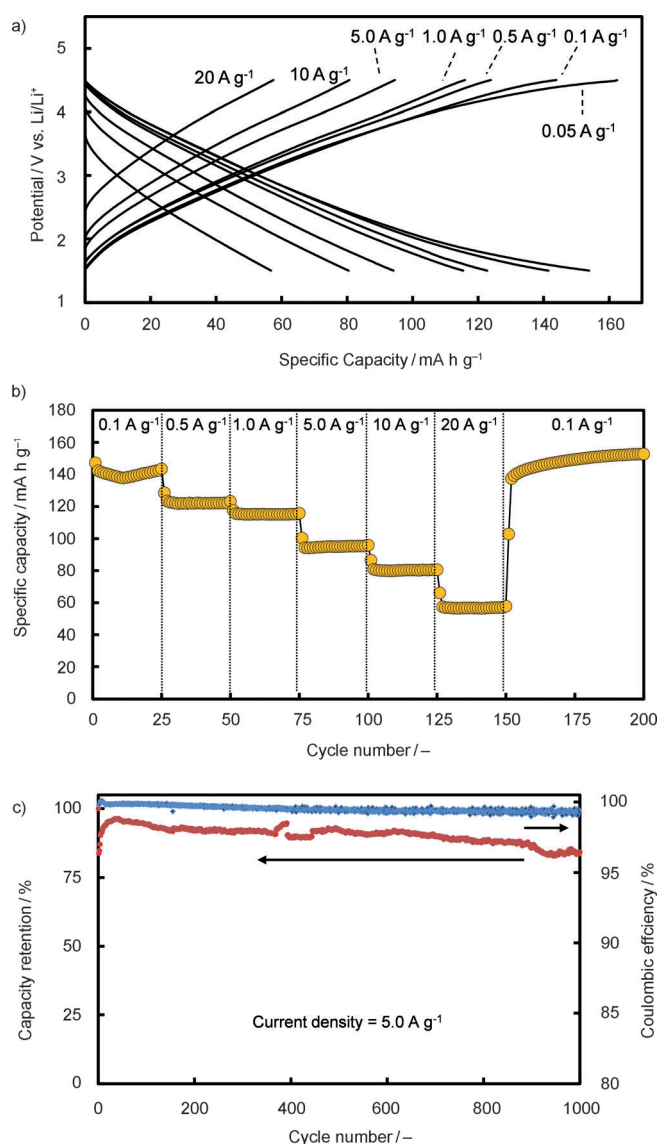 a)
5
4
3
2
1
Potential / V vs. Li/Li⁺
20 A g⁻¹
10 A g⁻¹
5.0 A g⁻¹
1.0 A g⁻¹
0.5 A g⁻¹
0.1 A g⁻¹
0.05 A g⁻¹
0 20 40 60 80 100 120 140 160
Specific Capacity / mA h g⁻¹
b)
180
160
140
120
100
80
60
40
20
0
Specific capacity / mA h g⁻¹
0.1 A g⁻¹ 0.5 A g⁻¹ 1.0 A g⁻¹ 5.0 A g⁻¹ 10 A g⁻¹ 20 A g⁻¹ 0.1 A g⁻¹
0 25 50 75 100 125 150 175 200
Cycle number / –
c)
100
75
50
25
0
Capacity retention / %
Current density = 5.0 A g⁻¹
100
95
90
85
80
Coulombic effciency / %
0 200 400 600 800 1000
Cycle number / –